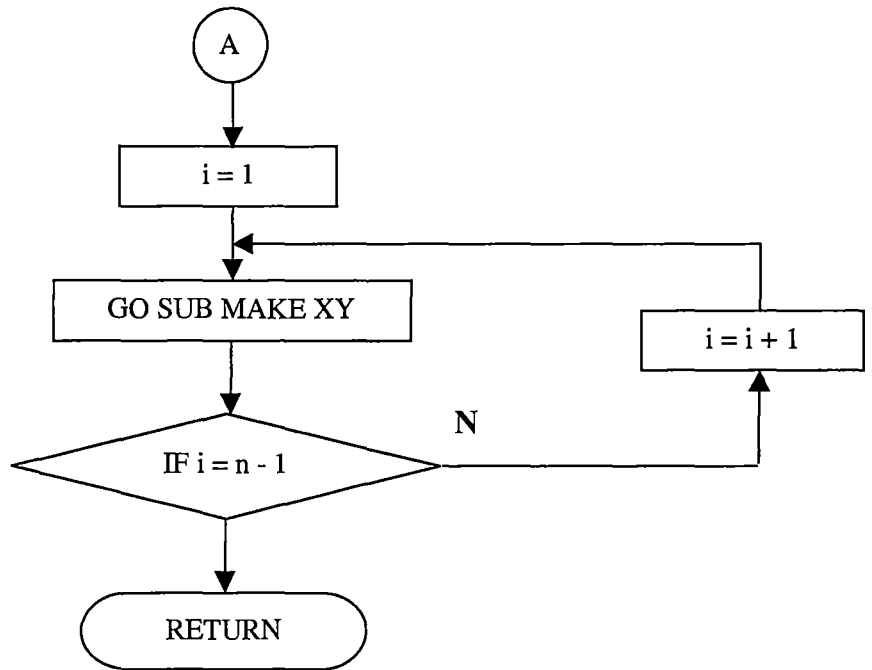 A
i = 1
GO SUB MAKE XY
i = i + 1
N
IF i = n - 1
RETURN